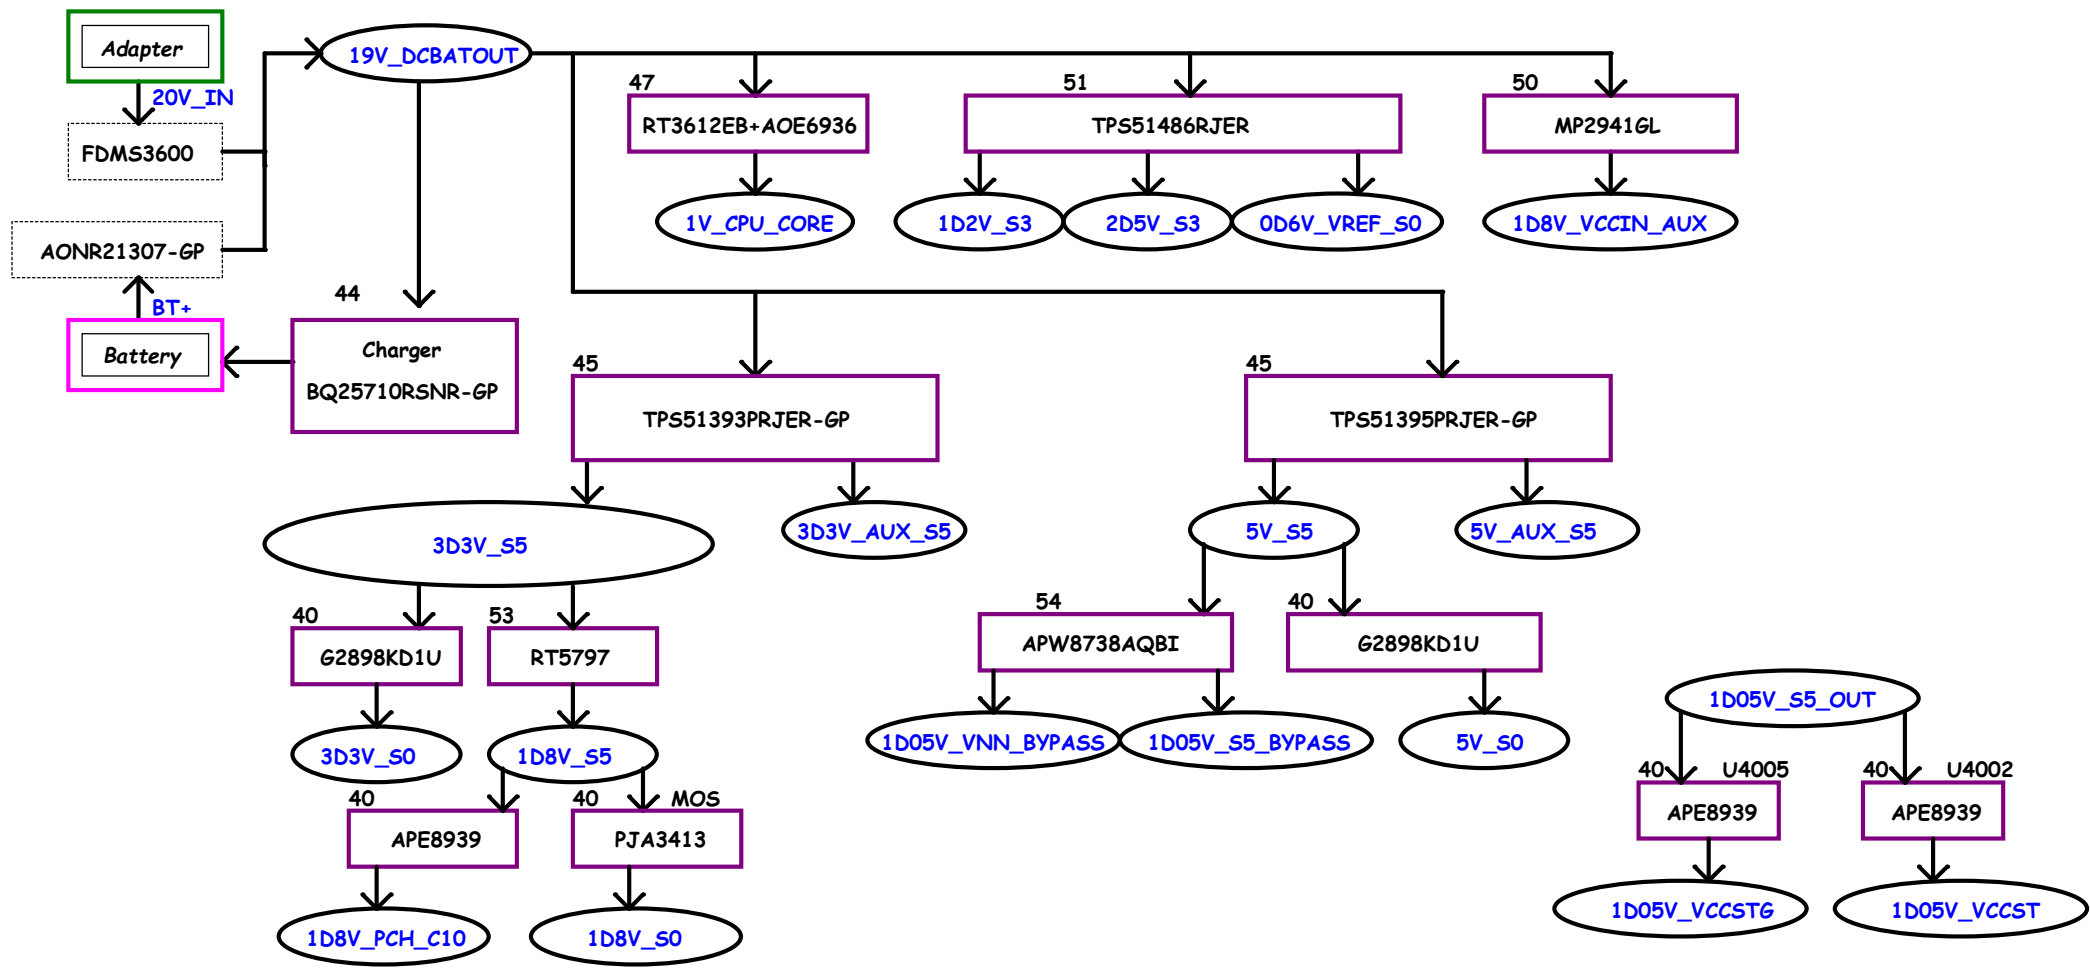 Adapter
19V_DCBATOUT
20V_IN
47
51
50
RT3612EB+AOE6936
TPS51486RJER
MP2941GL
FDMS3600
1V_CPU_CORE
1D2V_S3
2D5V_S3
0D6V_VREF_S0
1D8V_VCCIN_AUX
AONR21307-GP
44
BT+
Battery
Charger
BQ25710RSNR-GP
45
45
TPS51393PRJER-GP
TPS51395PRJER-GP
3D3V_S5
3D3V_AUX_S5
5V_S5
5V_AUX_S5
40
53
54
40
G2898KD1U
RT5797
APW8738AQBI
G2898KD1U
1D05V_S5_OUT
3D3V_S0
1D8V_S5
1D05V_VNN_BYPASS
1D05V_S5_BYPASS
5V_S0
40
U4005
40
U4002
40
40
MOS
APE8939
APE8939
APE8939
PJA3413
1D05V_VCCSTG
1D05V_VCCST
1D8V_PCH_C10
1D8V_S0